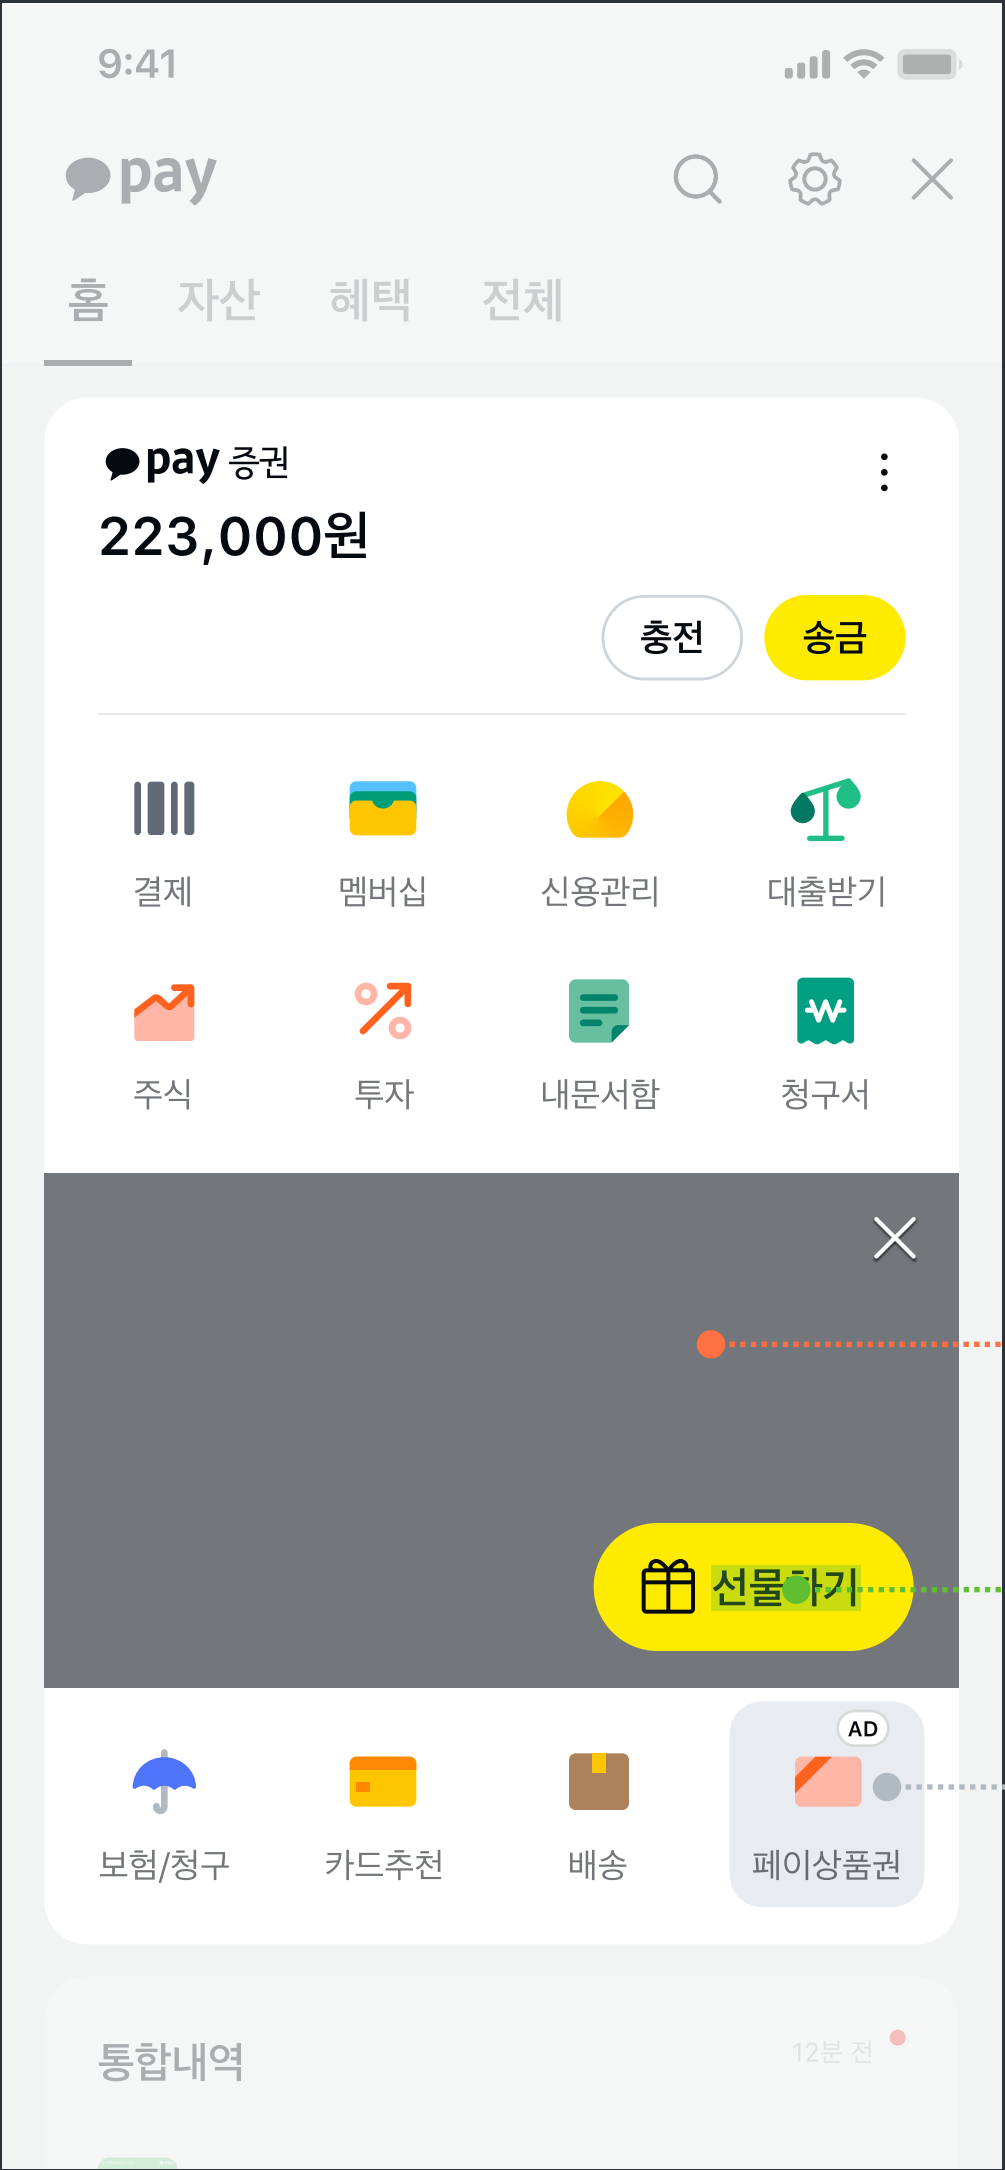 9:41
pay
홈 자산 혜택 전체
pay 증권
223,000원
충전 송금
결제 멤버십 신용관리 대출받기
주식 투자 내문서함 청구서
선물하기
AD
보험/청구 카드추천 배송 페이상품권
통합내역 12분 전